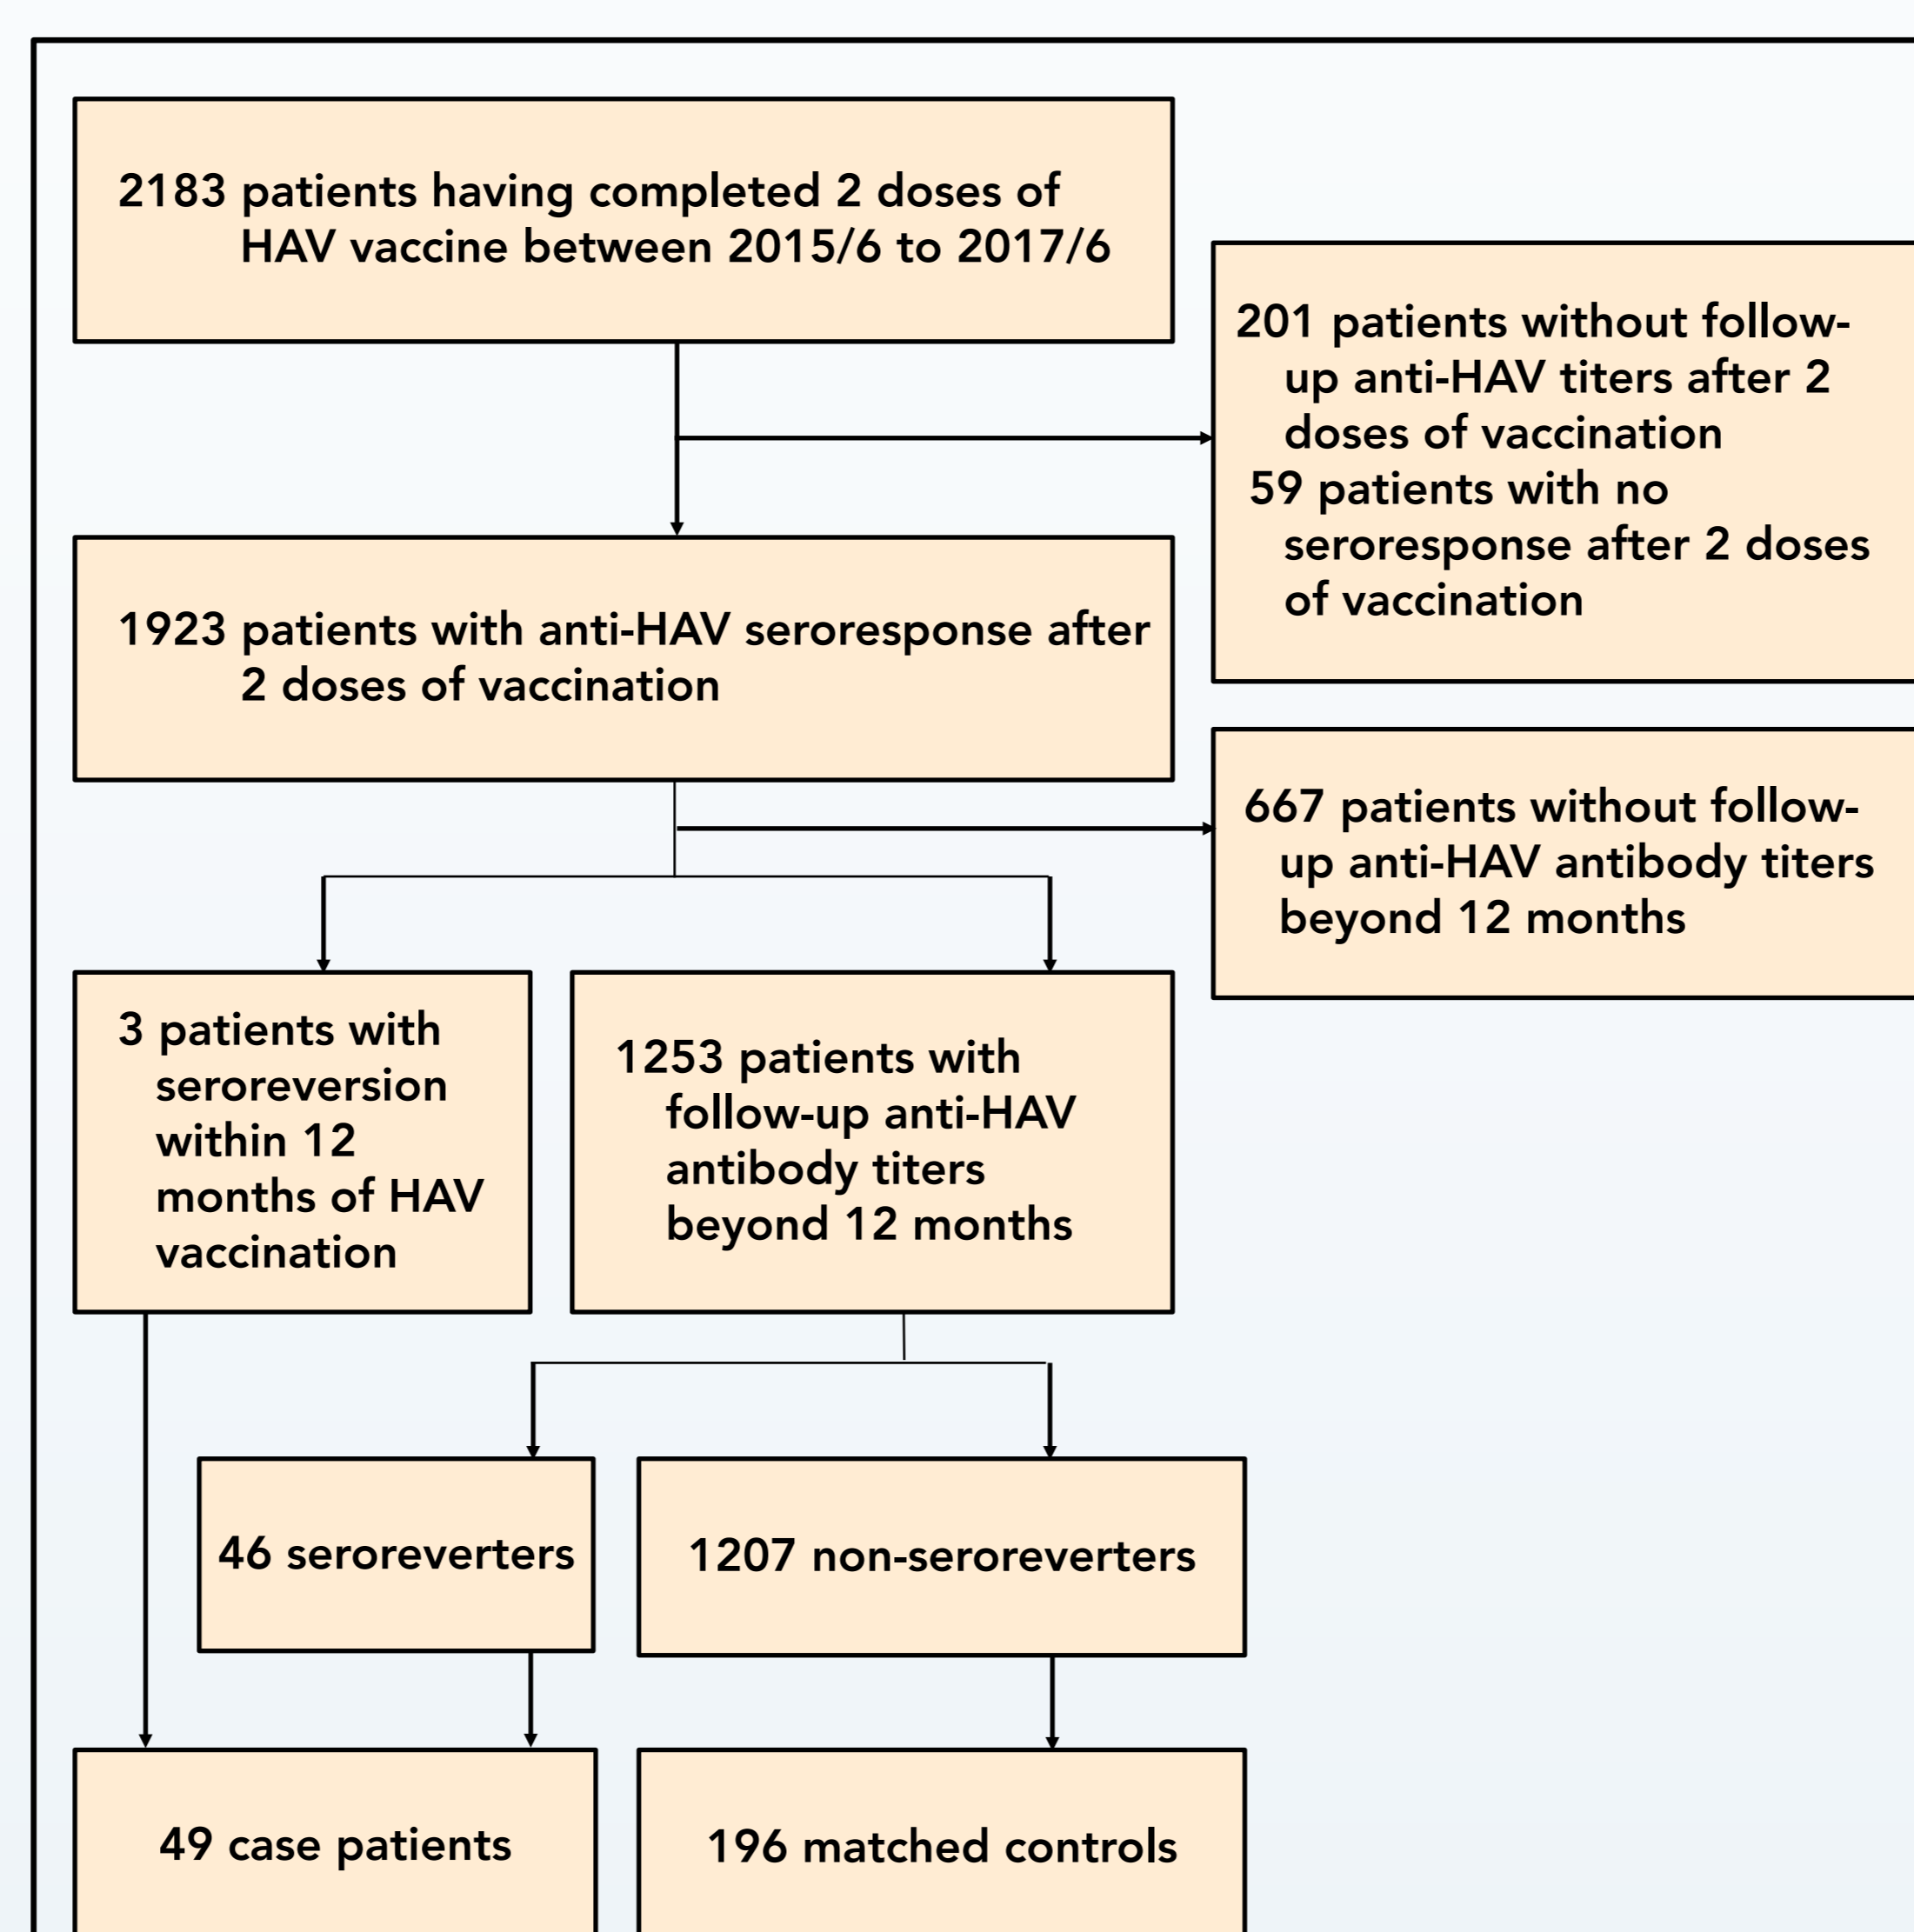 2183 patients having completed 2 doses of
HAV vaccine between 2015/6 to 2017/6
201 patients without follow-
up anti-HAV titers after 2
doses of vaccination
59 patients with no
seroresponse after 2 doses
of vaccination
1923 patients with anti-HAV seroresponse after
2 doses of vaccination
667 patients without follow-
up anti-HAV antibody titers
beyond 12 months
3 patients with
seroreversion
within 12
months of HAV
vaccination
1253 patients with
follow-up anti-HAV
antibody titers
beyond 12 months
46 seroreverters
1207 non-seroreverters
49 case patients
196 matched controls